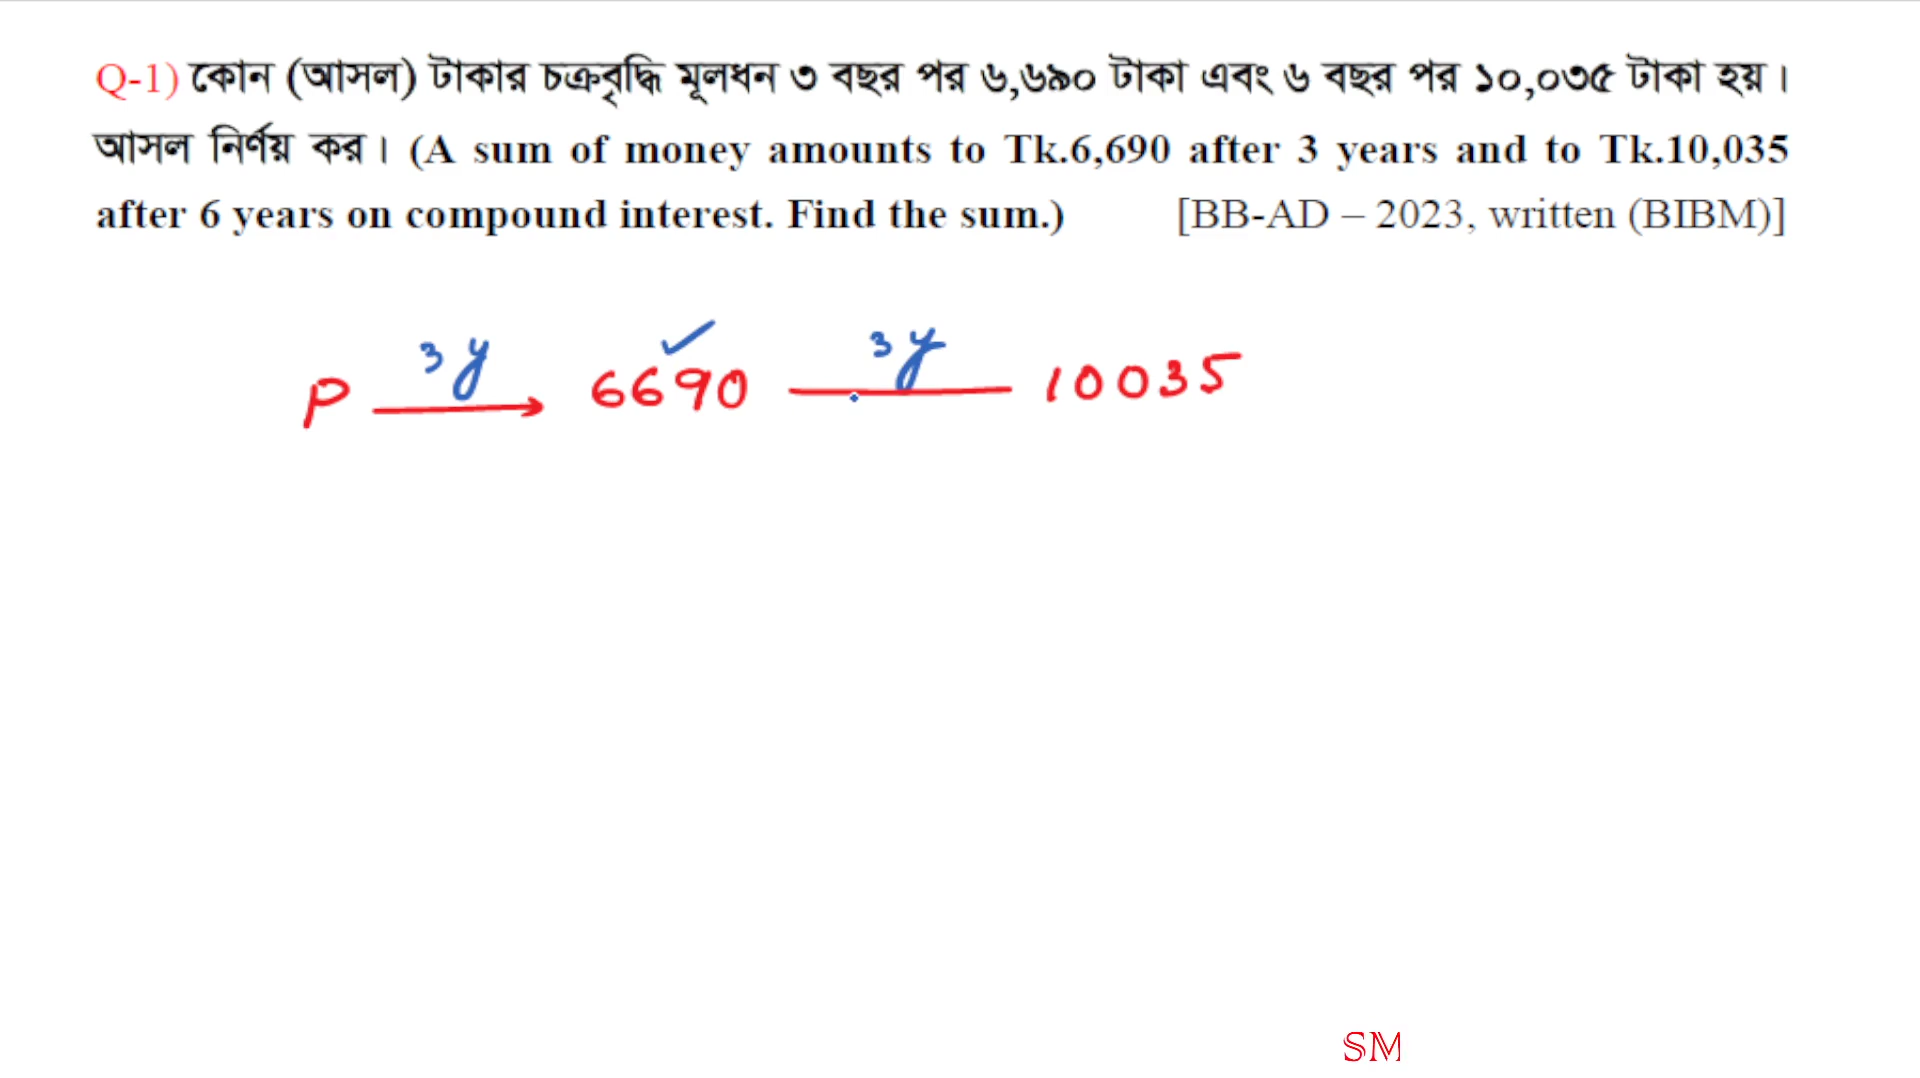 Q-1) কোন (আসল) টাকার চক্রবৃদ্ধি মূলধন ৩ বছর পর ৬,৬৯০ টাকা এবং ৬ বছর পর ১০,০৩৫ টাকা হয়।
আসল নির্ণয় কর। (A sum of money amounts to Tk.6,690 after 3 years and to Tk.10,035
after 6 years on compound interest. Find the sum.) [BB-AD – 2023, written (BIBM)]
P 3y 6690 3y 10035
SM